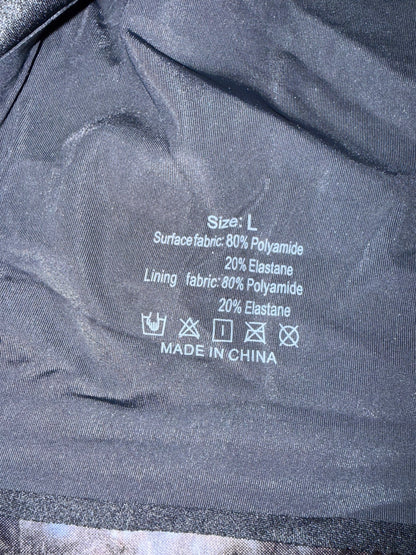 Size: L
Surface fabric: 80% Polyamide
20% Elastane
Lining fabric: 80% Polyamide
20% Elastane
MADE IN CHINA